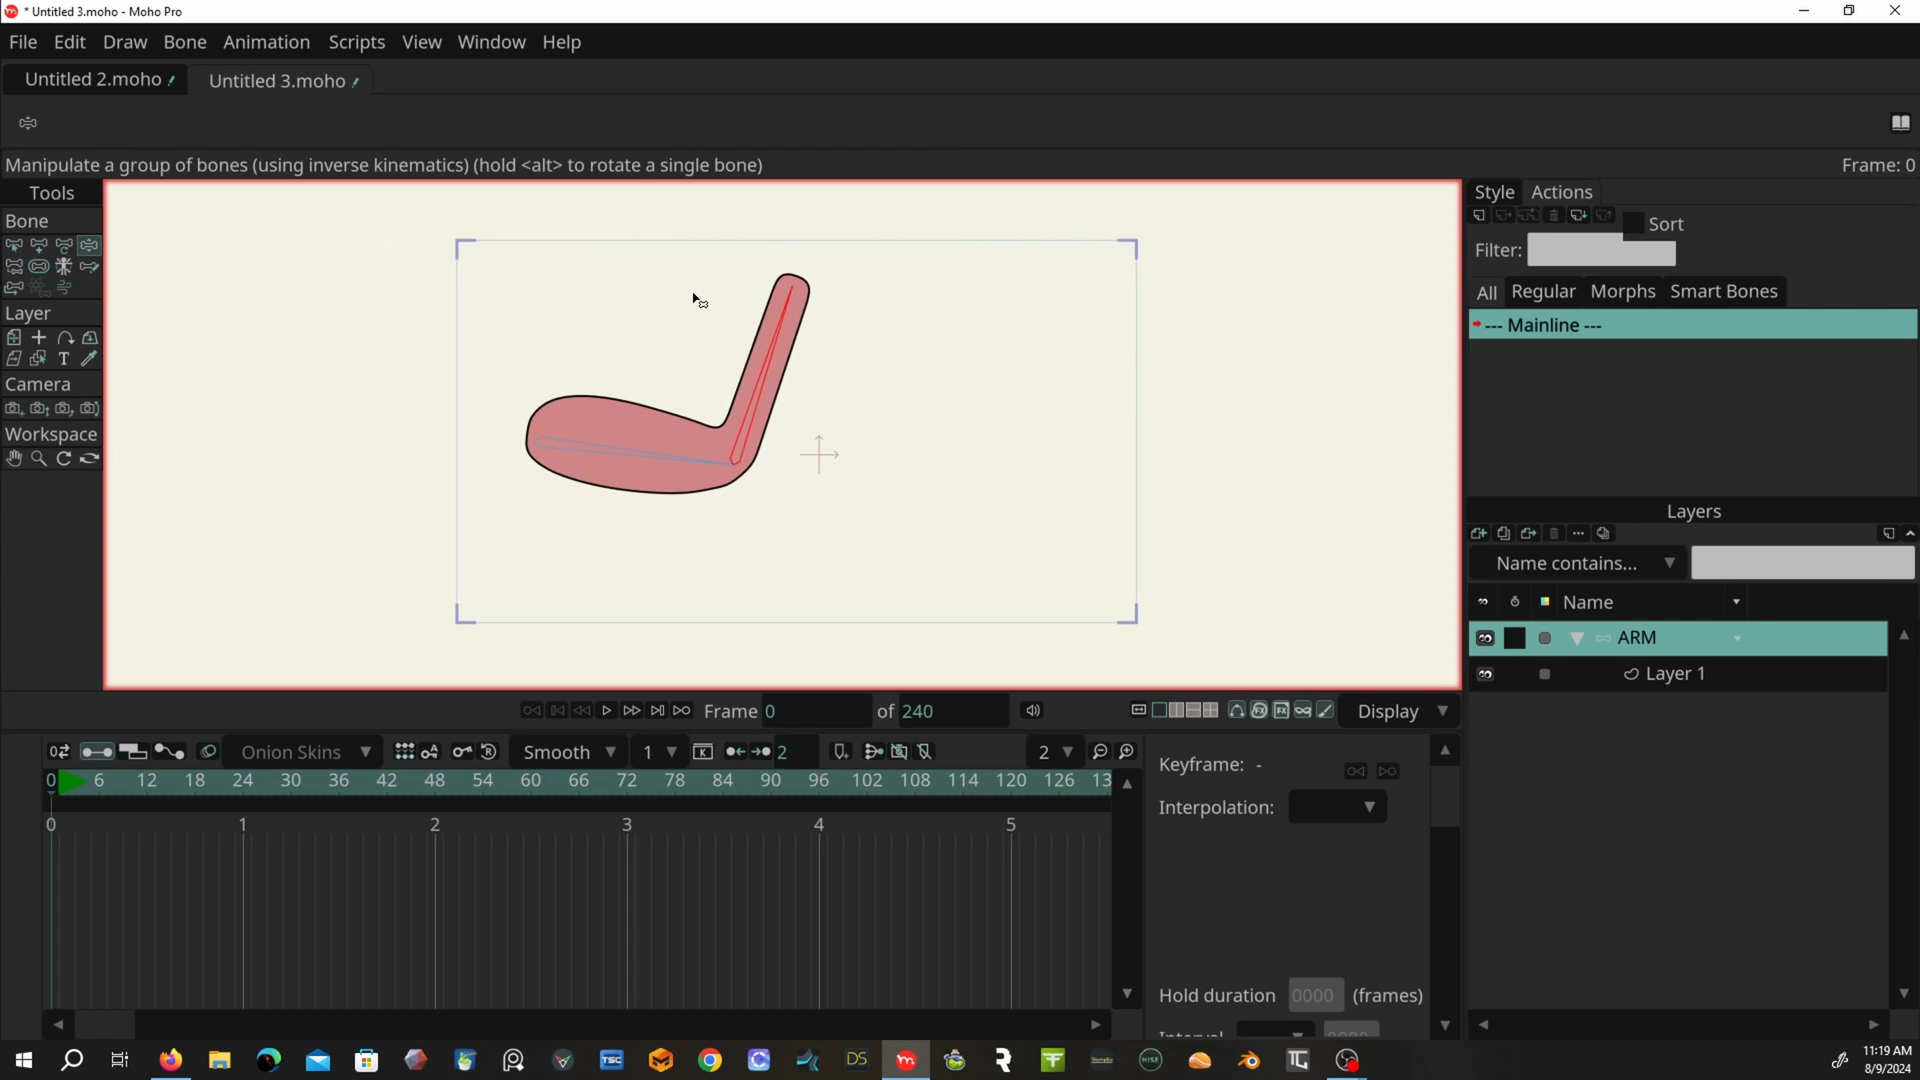 * Untitled 3.moho - Moho Pro
File Edit Draw Bone Animation Scripts View Window Help
Untitled 2.moho Untitled 3.moho
Manipulate a group of bones (using inverse kinematics) (hold <alt> to rotate a single bone) Frame: 0
Tools
Bone
Layer
T
Camera
Workspace
Style Actions
Sort
Filter:
All Regular Morphs Smart Bones
--- Mainline ---
Layers
Name contains...
Name
ARM
Layer 1
Frame 0 of 240 Display
Onion Skins Smooth 1 2 2
0 6 12 18 24 30 36 42 48 54 60 66 72 78 84 90 96 102 108 114 120 126 13
0 1 2 3 4 5
Keyframe: -
Interpolation:
Hold duration 0000 (frames)
DS
TSC
11:19 AM
8/9/2024